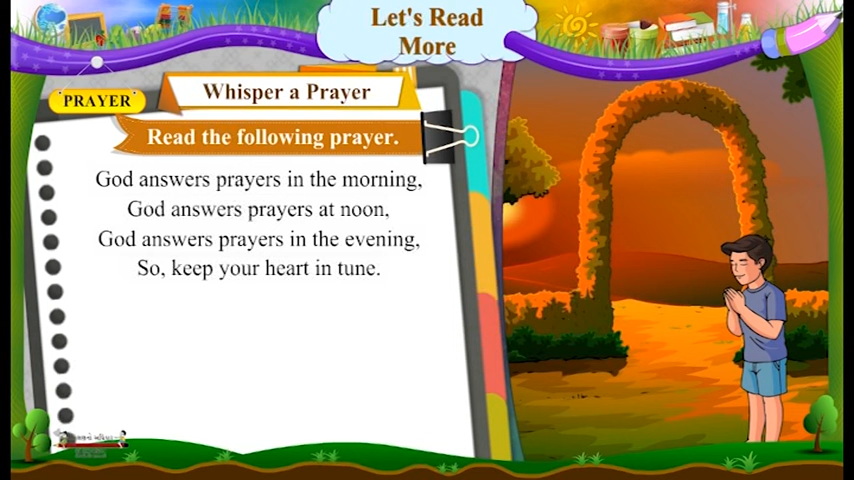 Let's Read
More
PRAYER
Whisper a Prayer
Read the following prayer.
God answers prayers in the morning,
God answers prayers at noon,
God answers prayers in the evening,
So, keep your heart in tune.